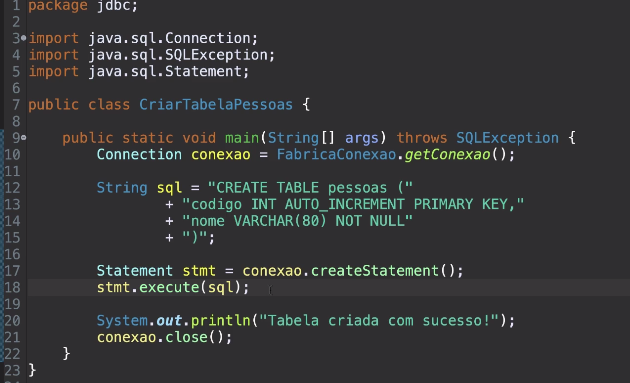 1 package jdbc;
2
3 import java.sql.Connection;
4 import java.sql.SQLException;
5 import java.sql.Statement;
6
7 public class CriarTabelaPessoas {
8
9 public static void main(String[] args) throws SQLException {
10 Connection conexao = FabricaConexao.getConexao();
11
12 String sql = "CREATE TABLE pessoas ("
13 + "codigo INT AUTO_INCREMENT PRIMARY KEY,"
14 + "nome VARCHAR(80) NOT NULL"
15 + ")";
16
17 Statement stmt = conexao.createStatement();
18 stmt.execute(sql);
19
20 System.out.println("Tabela criada com sucesso!");
21 conexao.close();
22 }
23 }